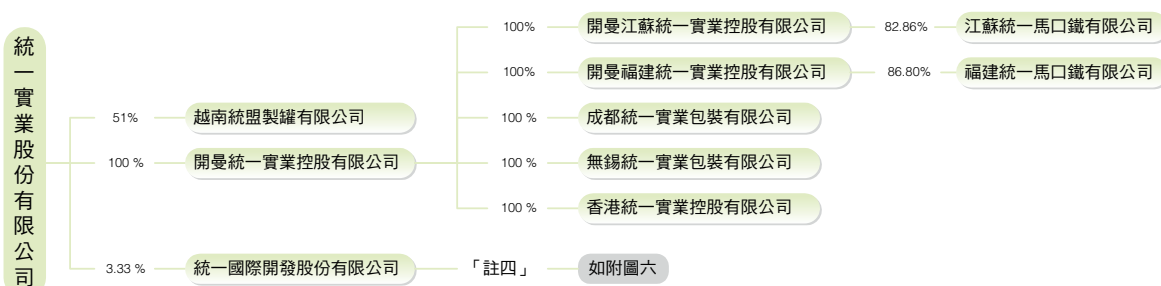 統一實業股份有限公司
100%
開曼江蘇統一實業控股有限公司
82.86%
江蘇統一馬口鐵有限公司
100%
開曼福建統一實業控股有限公司
86.80%
福建統一馬口鐵有限公司
51%
越南統盟製罐有限公司
100 %
成都統一實業包裝有限公司
100 %
開曼統一實業控股有限公司
100 %
無錫統一實業包裝有限公司
100 %
香港統一實業控股有限公司
3.33 %
統一國際開發股份有限公司
「註四」
如附圖六